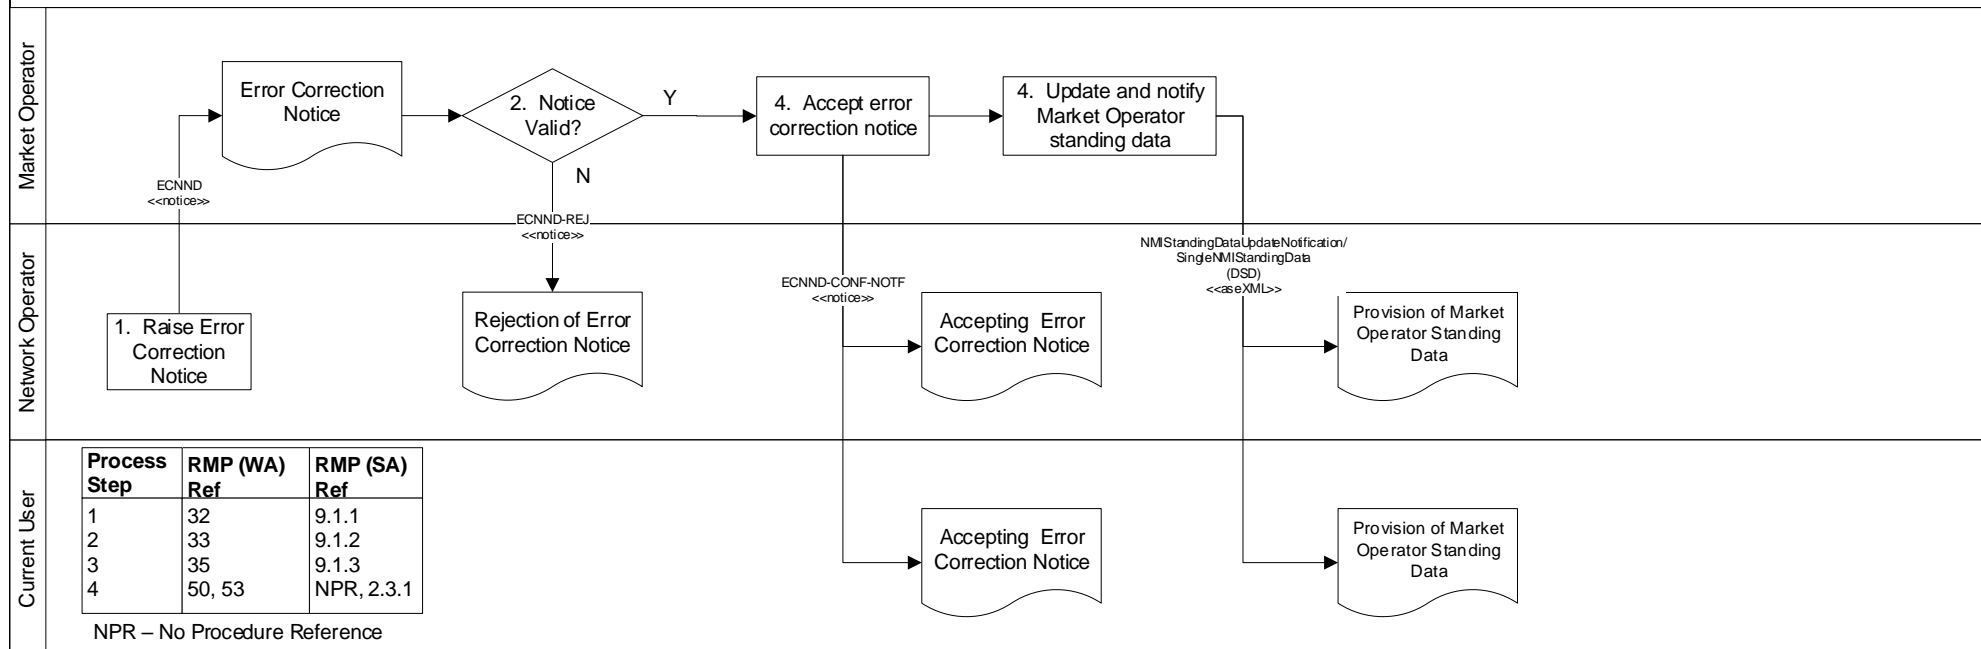 Market Operator
Error Correction
Notice
2.  Notice
Valid?
Y
N
4.  Accept error
correction notice
4.  Update and notify
Market Operator
standing data
ECNND
<<notice>>
ECNND-REJ
<<notice>>
Network Operator
1.  Raise Error
Correction
Notice
Rejection of Error
Correction Notice
ECNND-CONF-NOTF
<<notice>>
Accepting  Error
Correction Notice
NMIStandingDataUpdateNotification/
SingleNMIStandingData
(DSD)
<<aseXML>>
Provision of Market
Operator Standing
Data
Current User
Process RMP (WA) RMP (SA)
Step Ref Ref
1 32 9.1.1
2 33 9.1.2
3 35 9.1.3
4 50, 53 NPR, 2.3.1
NPR – No Procedure Reference
Accepting  Error
Correction Notice
Provision of Market
Operator Standing
Data